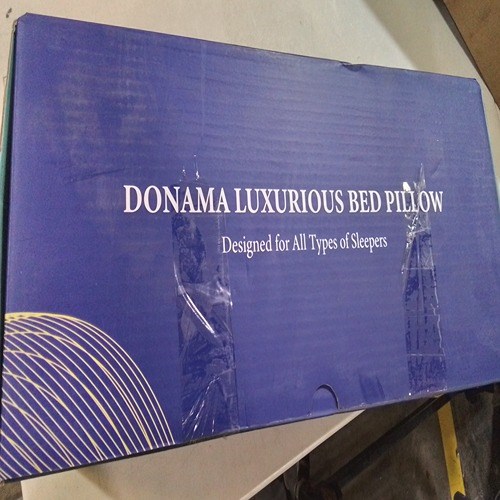 DONAMA LUXURIOUS BED PILLOW
Designed for All Types of Sleepers